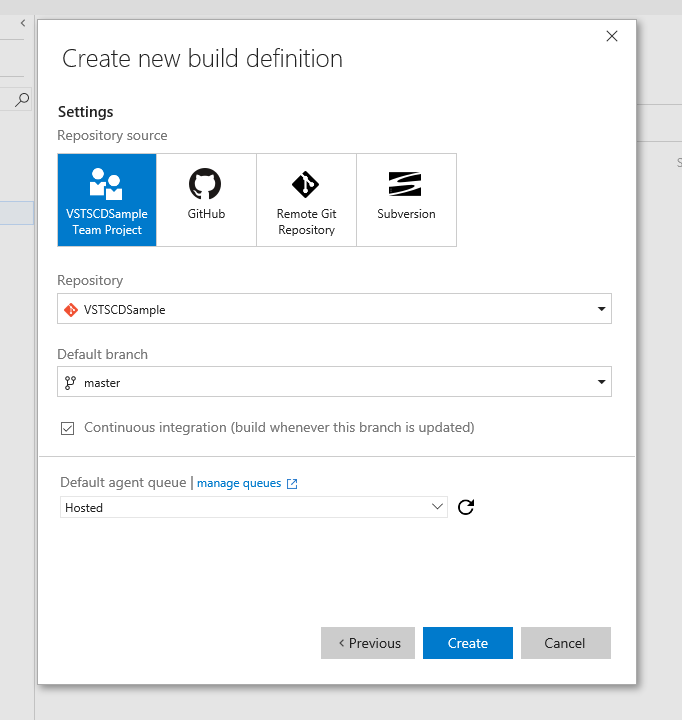 Create new build definition
Settings
Repository source
VSTSCDSample
Team Project
GitHub
Remote Git
Repository
Subversion
Repository
VSTSCDSample
Default branch
master
Continuous integration (build whenever this branch is updated)
Default agent queue | manage queues
Hosted
< Previous
Create
Cancel